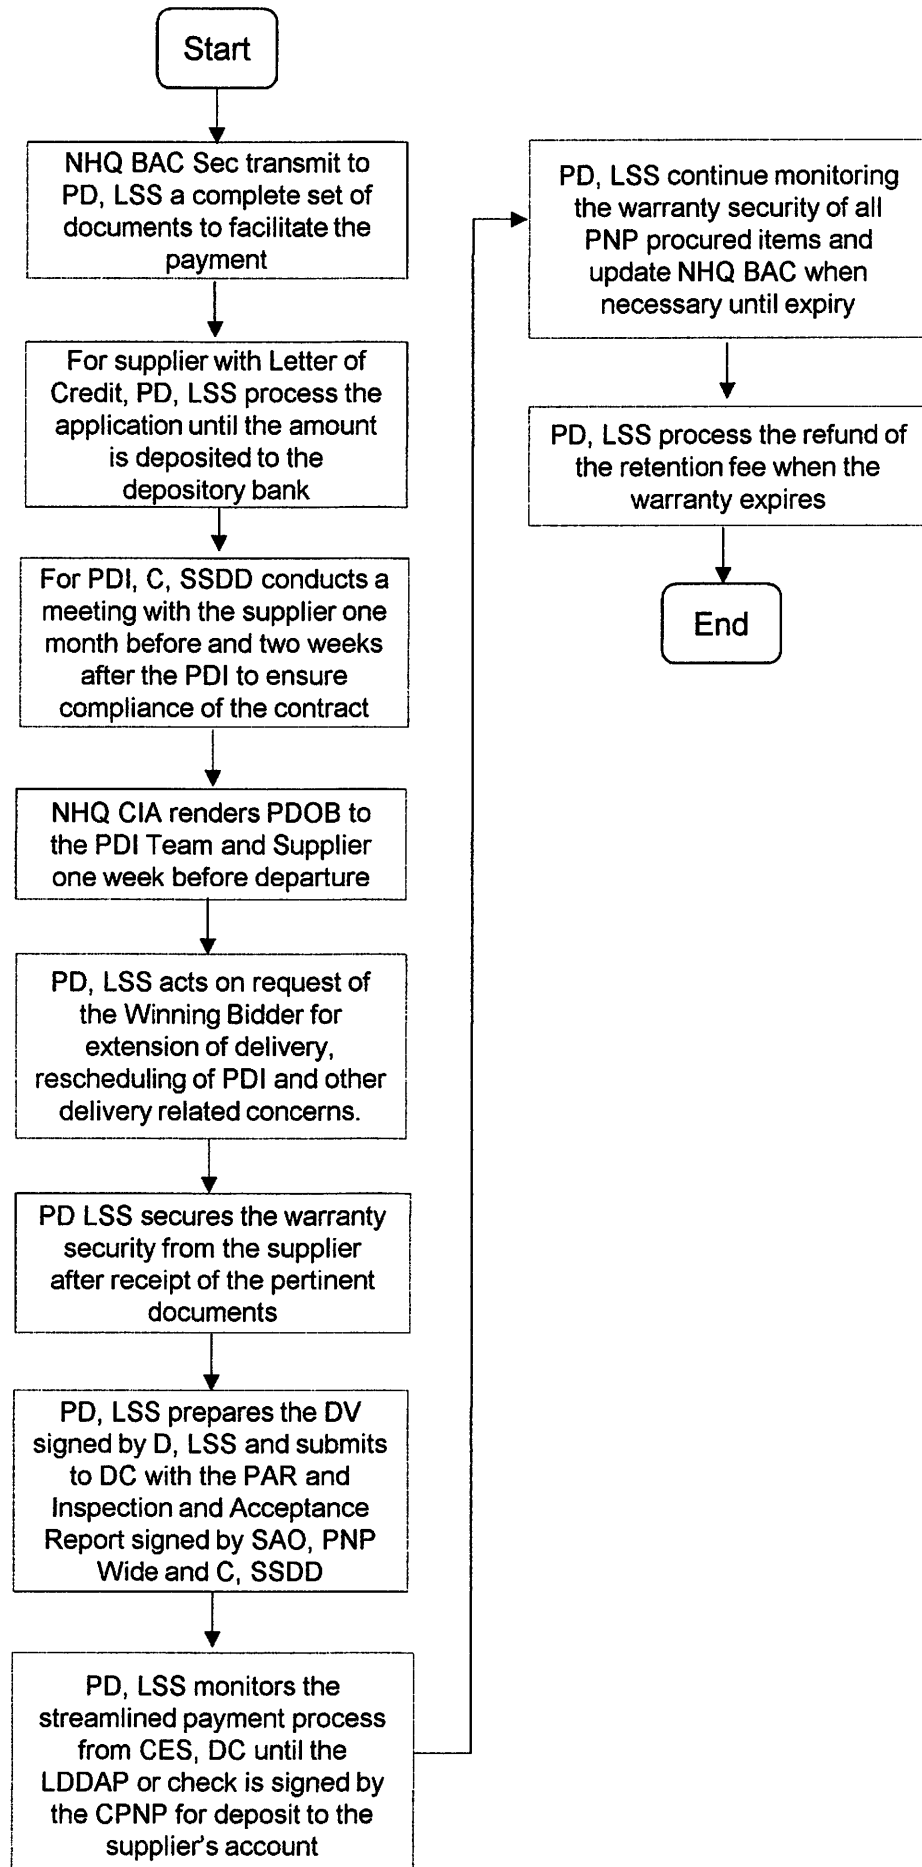 Start
NHQ BAC Sec transmit to
PD, LSS a complete set of
documents to facilitate the
payment
For supplier with Letter of
Credit, PD, LSS process the
application until the amount
is deposited to the
depository bank
For PDI, C, SSDD conducts a
meeting with the supplier one
month before and two weeks
after the PDI to ensure
compliance of the contract
NHQ CIA renders PDOB to
the PDI Team and Supplier
one week before departure
PD, LSS acts on request of
the Winning Bidder for
extension of delivery,
rescheduling of PDI and other
delivery related concerns.
PD LSS secures the warranty
security from the supplier
after receipt of the pertinent
documents
PD, LSS prepares the DV
signed by D, LSS and submits
to DC with the PAR and
Inspection and Acceptance
Report signed by SAO, PNP
Wide and C, SSDD
PD, LSS monitors the
streamlined payment process
from CES, DC until the
LDDAP or check is signed by
the CPNP for deposit to the
supplier's account
PD, LSS continue monitoring
the warranty security of all
PNP procured items and
update NHQ BAC when
necessary until expiry
PD, LSS process the refund of
the retention fee when the
warranty expires
End